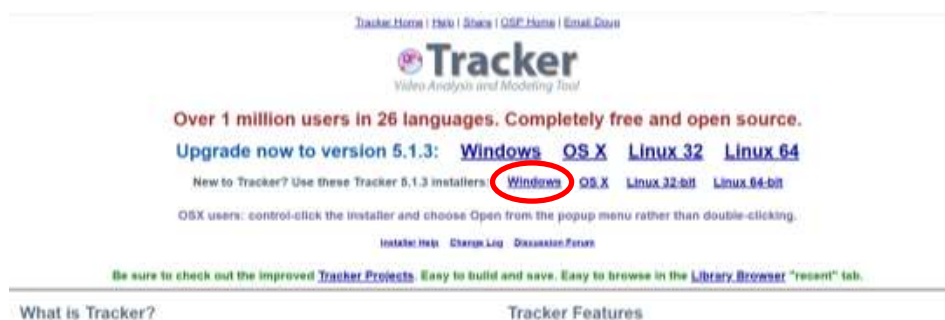 Tracker Home | Help | Share | OSP Home | Email Doug
Tracker
Video Analysis and Modeling Tool
Over 1 million users in 26 languages. Completely free and open source.
Upgrade now to version 5.1.3: Windows OS X Linux 32 Linux 64
New to Tracker? Use these Tracker 5.1.3 installers: Windows OS X Linux 32-bit Linux 64-bit
OSX users: control-click the installer and choose Open from the popup menu rather than double-clicking.
Installer Help Change Log Discussion Forum
Be sure to check out the improved Tracker Projects. Easy to build and save. Easy to browse in the Library Browser "recent" tab.
What is Tracker? Tracker Features